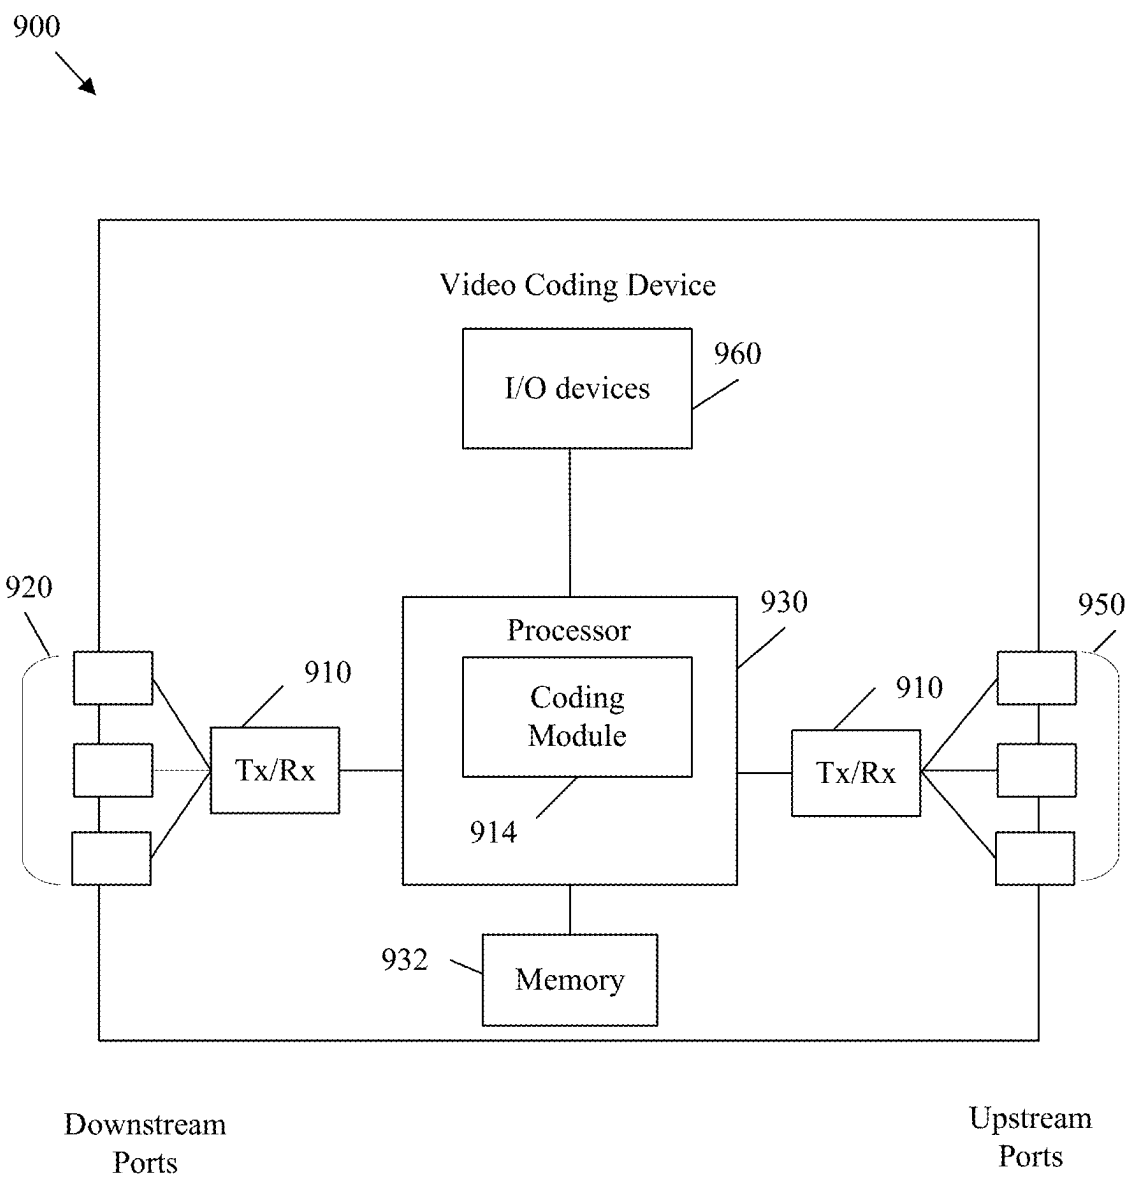 900
Video Coding Device
I/O devices
960
920
930
950
Processor
910
Coding
Module
910
Tx/Rx
Tx/Rx
914
932
Memory
Downstream
Ports
Upstream
Ports